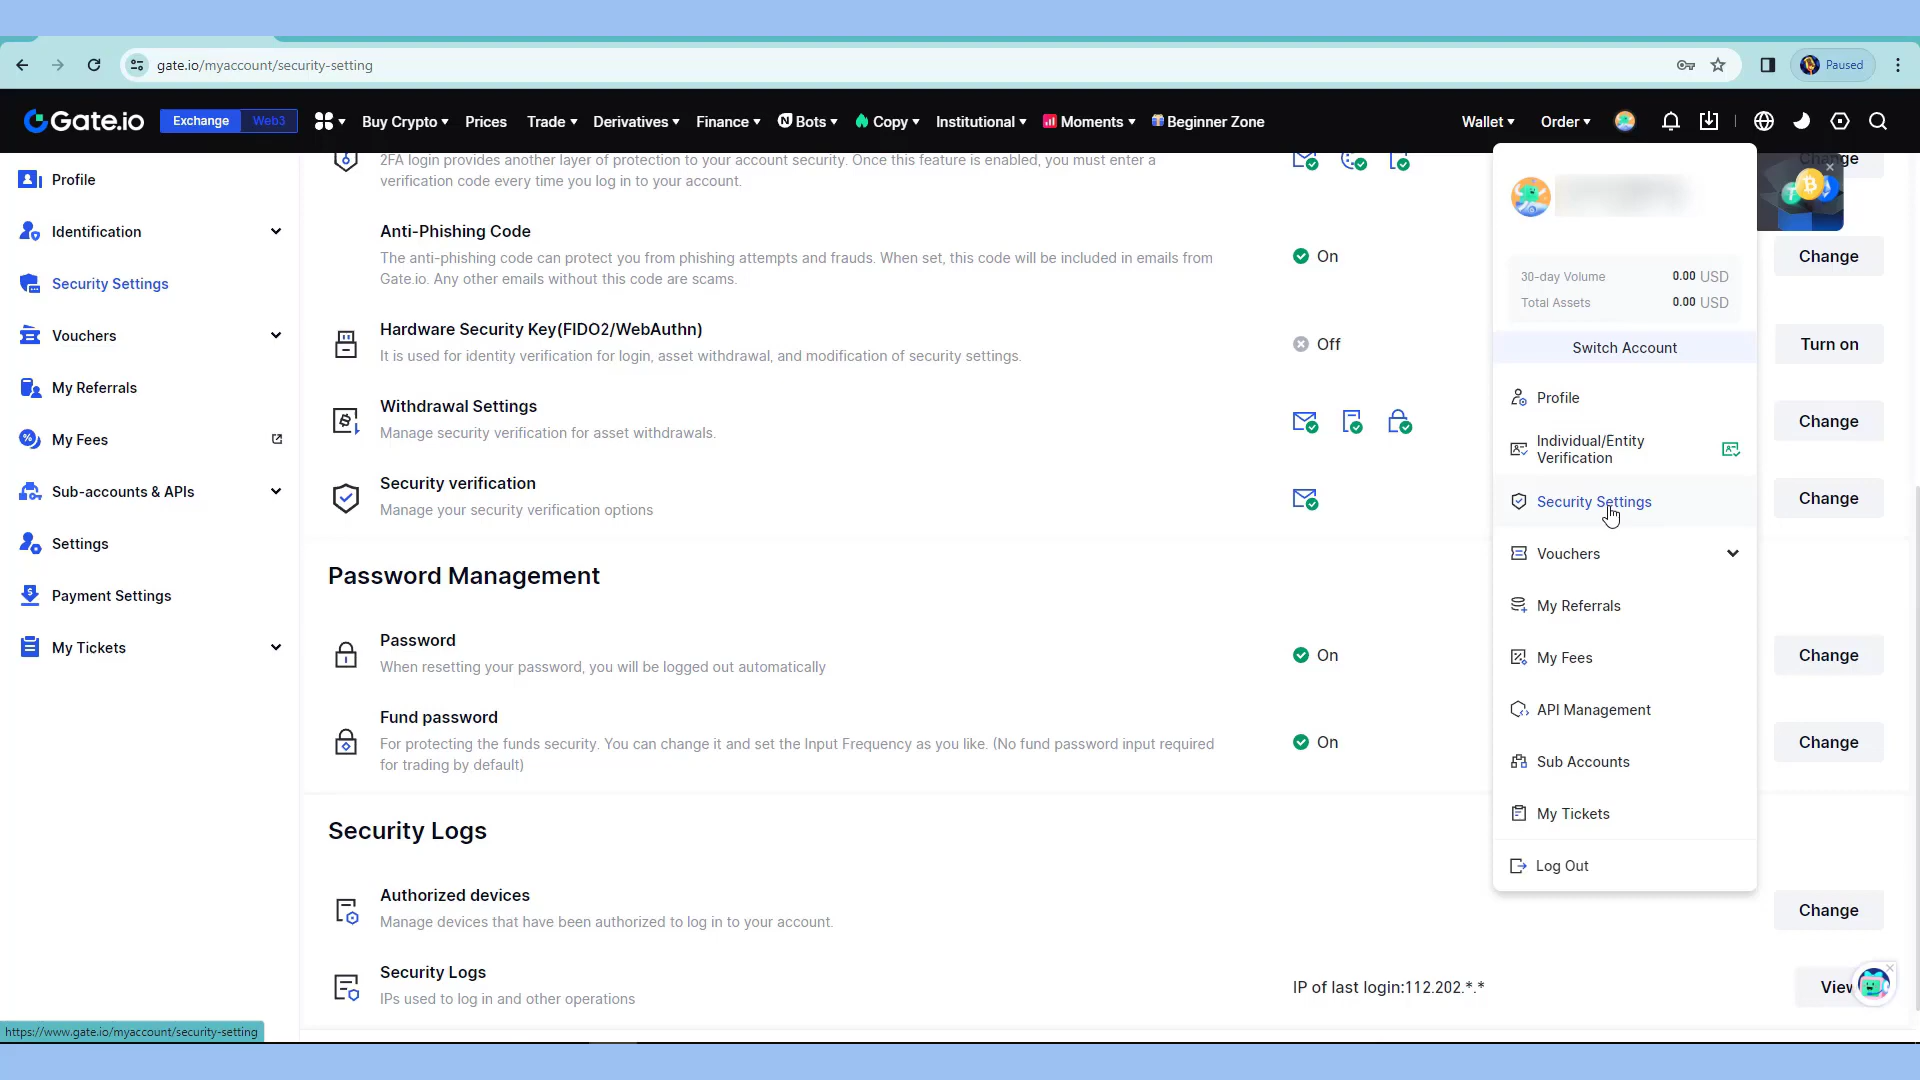 gate.io/myaccount/security-setting
Paused
Gate.io
Exchange
Web3
Buy Crypto
Prices
Trade
Derivatives
Finance
Bots
Copy
Institutional
Moments
Beginner Zone
Wallet
Order
Profile
Identification
Security Settings
Vouchers
My Referrals
My Fees
Sub-accounts & APIs
Settings
Payment Settings
My Tickets
2FA login provides another layer of protection to your account security. Once this feature is enabled, you must enter a
verification code every time you log in to your account.
Change
Anti-Phishing Code
The anti-phishing code can protect you from phishing attempts and frauds. When set, this code will be included in emails from
Gate.io. Any other emails without this code are scams.
On
Change
Hardware Security Key(FIDO2/WebAuthn)
It is used for identity verification for login, asset withdrawal, and modification of security settings.
Off
Turn on
Withdrawal Settings
Manage security verification for asset withdrawals.
Change
Security verification
Manage your security verification options
Change
Password Management
Password
When resetting your password, you will be logged out automatically
On
Change
Fund password
For protecting the funds security. You can change it and set the Input Frequency as you like. (No fund password input required
for trading by default)
On
Change
Security Logs
Authorized devices
Manage devices that have been authorized to log in to your account.
Change
Security Logs
IPs used to log in and other operations
IP of last login:112.202.*.*
View
30-day Volume 0.00 USD
Total Assets 0.00 USD
Switch Account
Profile
Individual/Entity
Verification
Security Settings
Vouchers
My Referrals
My Fees
API Management
Sub Accounts
My Tickets
Log Out
https://www.gate.io/myaccount/security-setting